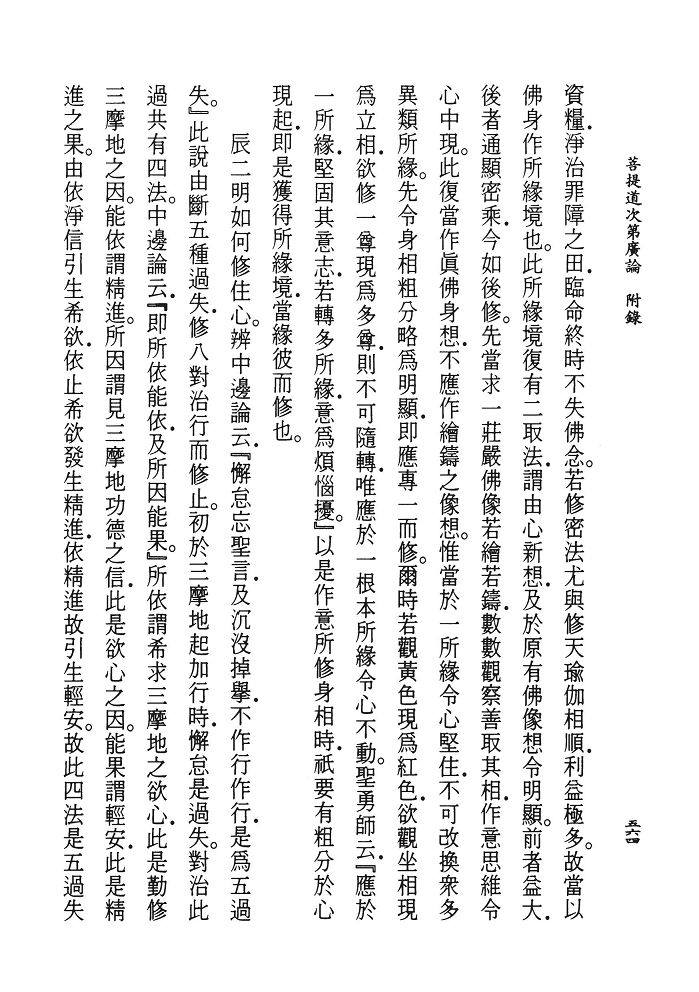 菩提道次第廣論　附錄
五六四
資糧．淨治罪障之田．臨命終時不失佛念。若修密法尤與修天瑜伽相順．利益極多。故當以
佛身作所緣境也。此所緣境復有二取法．謂由心新想．及於原有佛像想令明顯。前者益大．
後者通顯密乘．今如後修。先當求一莊嚴佛像若繪若鑄．數數觀察善取其相．作意思維令
心中現。此復當作眞佛身想．不應作繪鑄之像想。惟當於一所緣令心堅住．不可改換衆多
異類所緣。先令身相粗分略爲明顯．即應專一而修。爾時若觀黃色現爲紅色．欲觀坐相現
爲立相．欲修一尊現爲多尊．則不可隨轉．唯應於一根本所緣令心不動。聖勇師云．『應於
一所緣．堅固其意志．若轉多所緣．意爲煩惱擾。』以是作意所修身相時．祇要有粗分於心
現起．即是獲得所緣境．當緣彼而修也。
辰二明如何修住心。辨中邊論云．『懈怠忘聖言．及沉沒掉擧．不作行作行．是爲五過
失。』此說由斷五種過失．修八對治行而修止。初於三摩地起加行時．懈怠是過失。對治此
過共有四法。中邊論云．『即所依能依．及所因能果。』所依謂希求三摩地之欲心．此是勤修
三摩地之因。能依謂精進。所因謂見三摩地功德之信．此是欲心之因。能果謂輕安．此是精
進之果。由依淨信引生希欲．依止希欲發生精進．依精進故引生輕安。故此四法是五過失